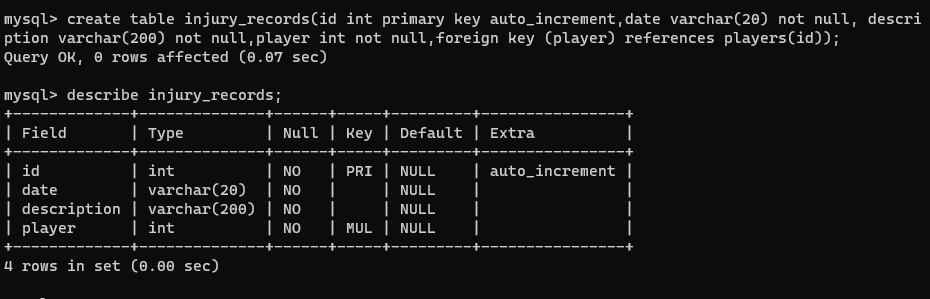 mysql> create table injury_records(id int primary key auto_increment,date varchar(20) not null, descri
ption varchar(200) not null,player int not null,foreign key (player) references players(id));
Query OK, 0 rows affected (0.07 sec)
mysql> describe injury_records;
+-------------+--------------+------+-----+---------+----------------+
| Field       | Type         | Null | Key | Default | Extra          |
+-------------+--------------+------+-----+---------+----------------+
| id          | int          | NO   | PRI | NULL    | auto_increment |
| date        | varchar(20)  | NO   |     | NULL    |                |
| description | varchar(200) | NO   |     | NULL    |                |
| player      | int          | NO   | MUL | NULL    |                |
+-------------+--------------+------+-----+---------+----------------+
4 rows in set (0.00 sec)